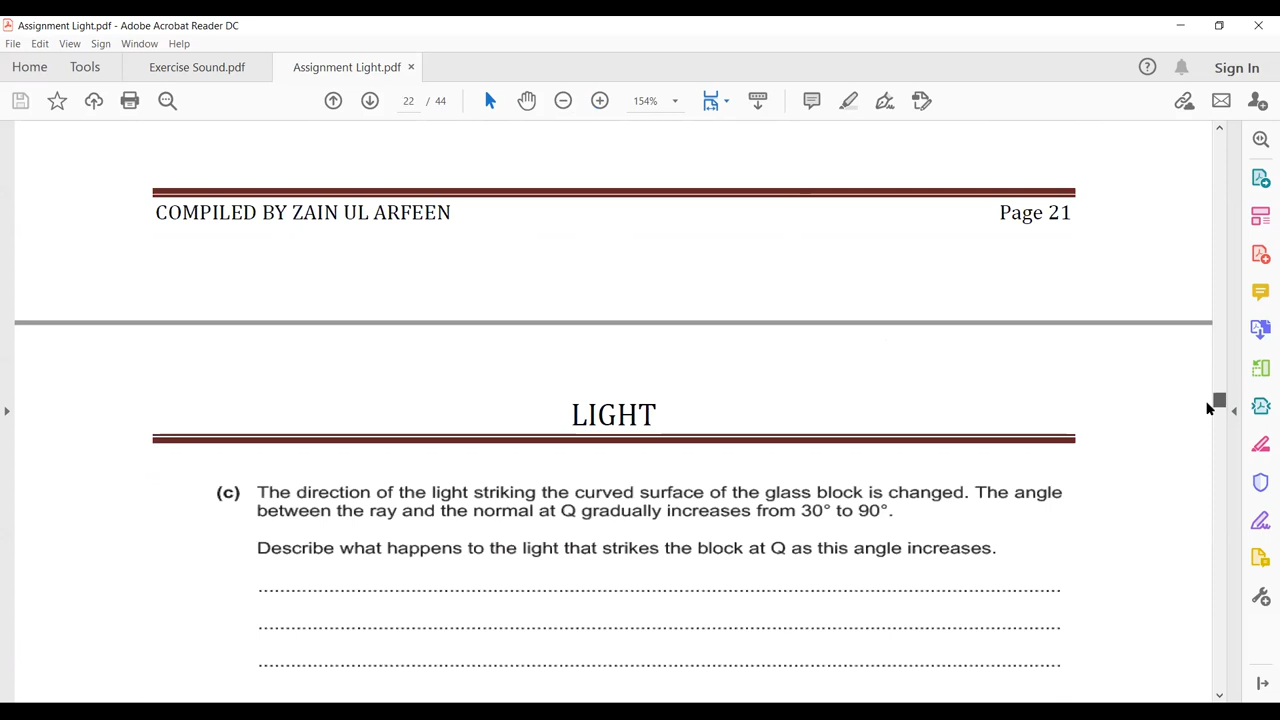 Assignment Light.pdf - Adobe Acrobat Reader DC
File Edit View Sign Window Help
Home Tools Exercise Sound.pdf Assignment Light.pdf × Sign In
22 / 44 154%
COMPILED BY ZAIN UL ARFEEN Page 21
LIGHT
(c) The direction of the light striking the curved surface of the glass block is changed. The angle
between the ray and the normal at Q gradually increases from 30° to 90°.
Describe what happens to the light that strikes the block at Q as this angle increases.
..........................................................................................................................................
..........................................................................................................................................
..........................................................................................................................................